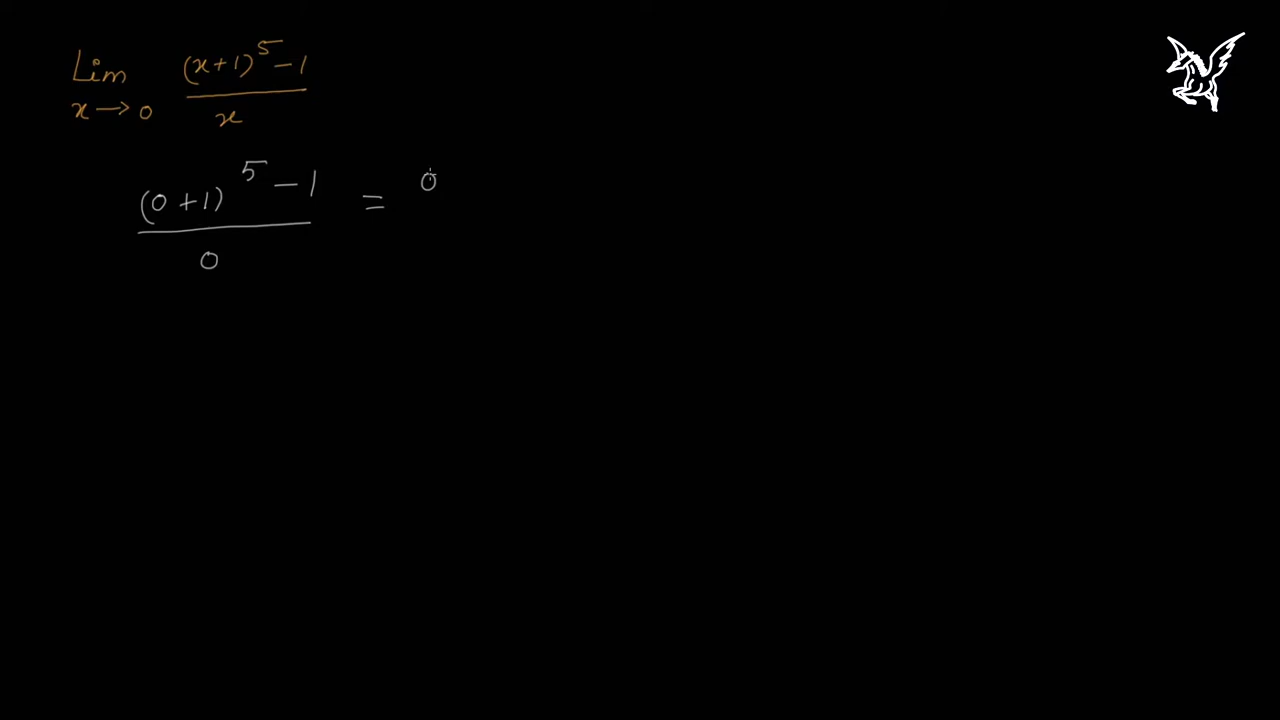 Lim x→0 ((x+1)^5 - 1)/x
((0+1)^5 - 1)/0 = 0